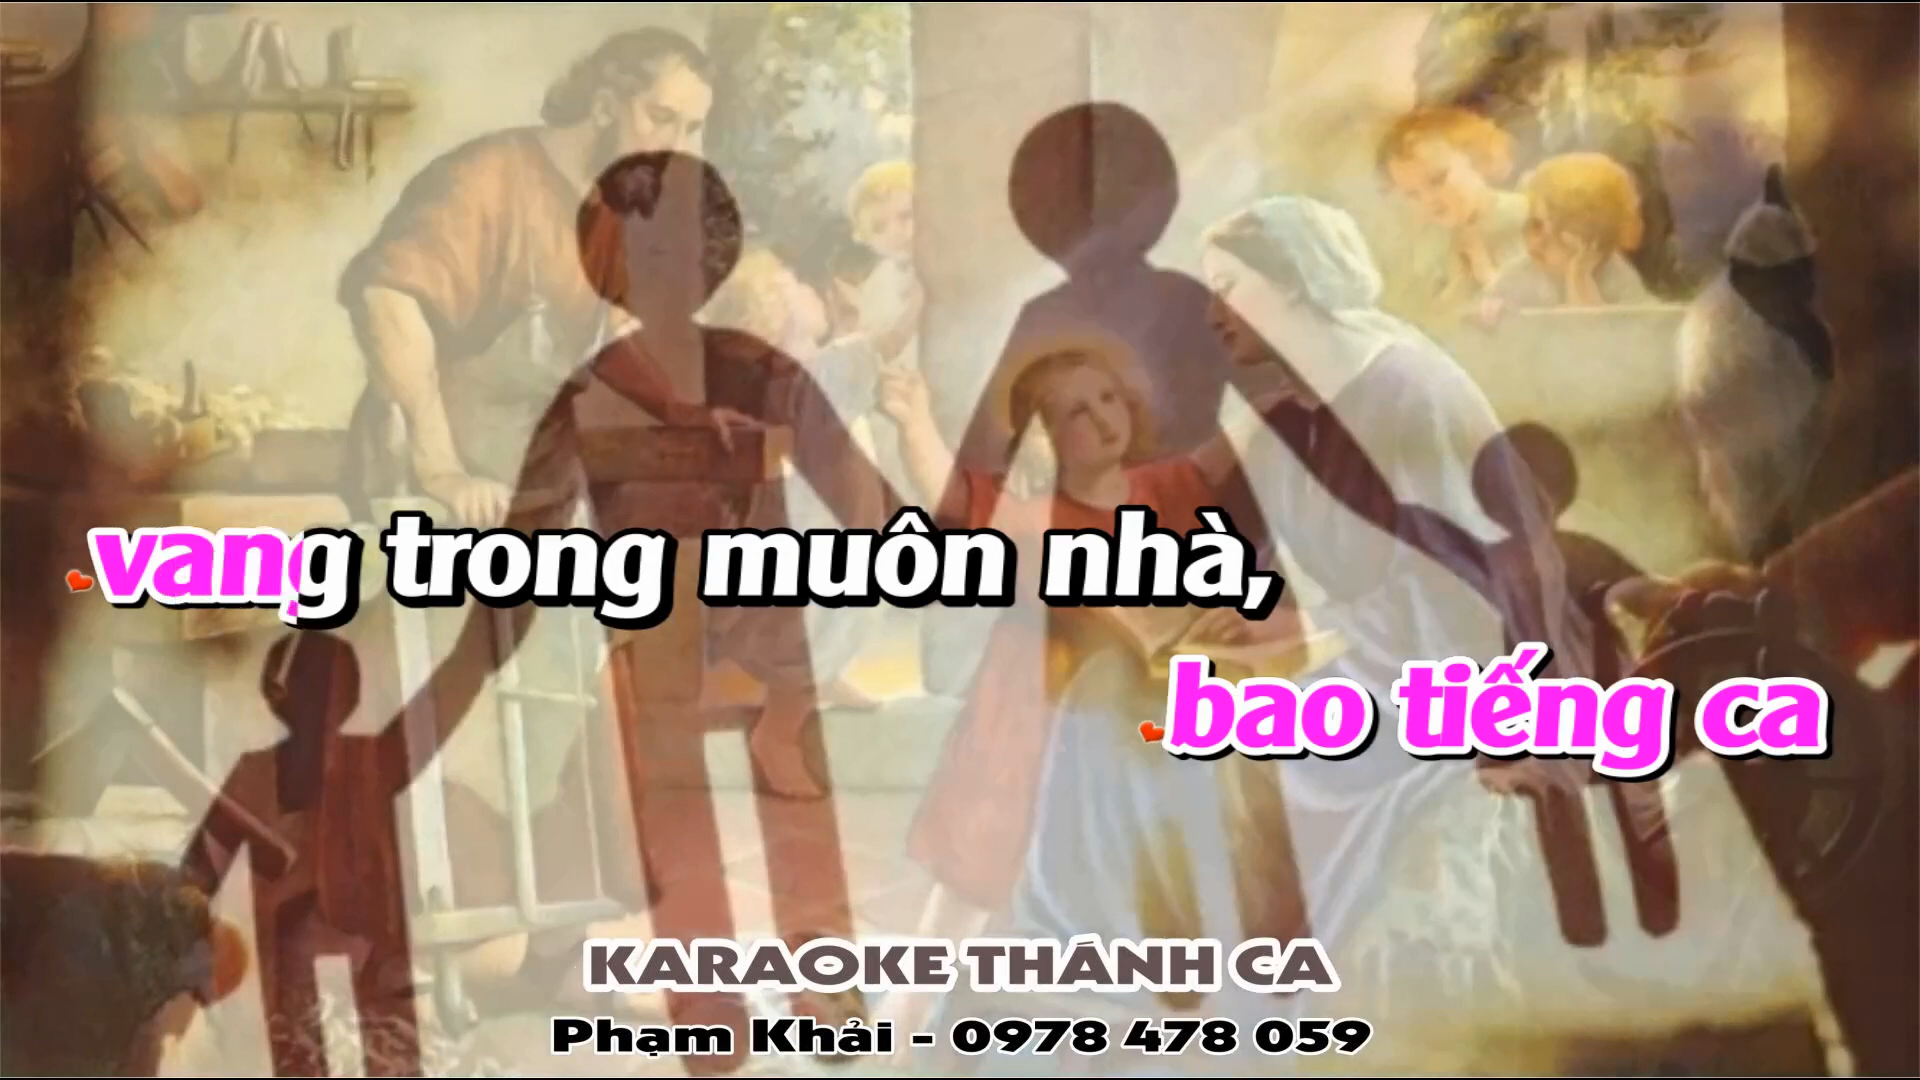 vang trong muôn nhà,
bao tiếng ca
KARAOKE THÁNH CA
Phạm Khải - 0978 478 059